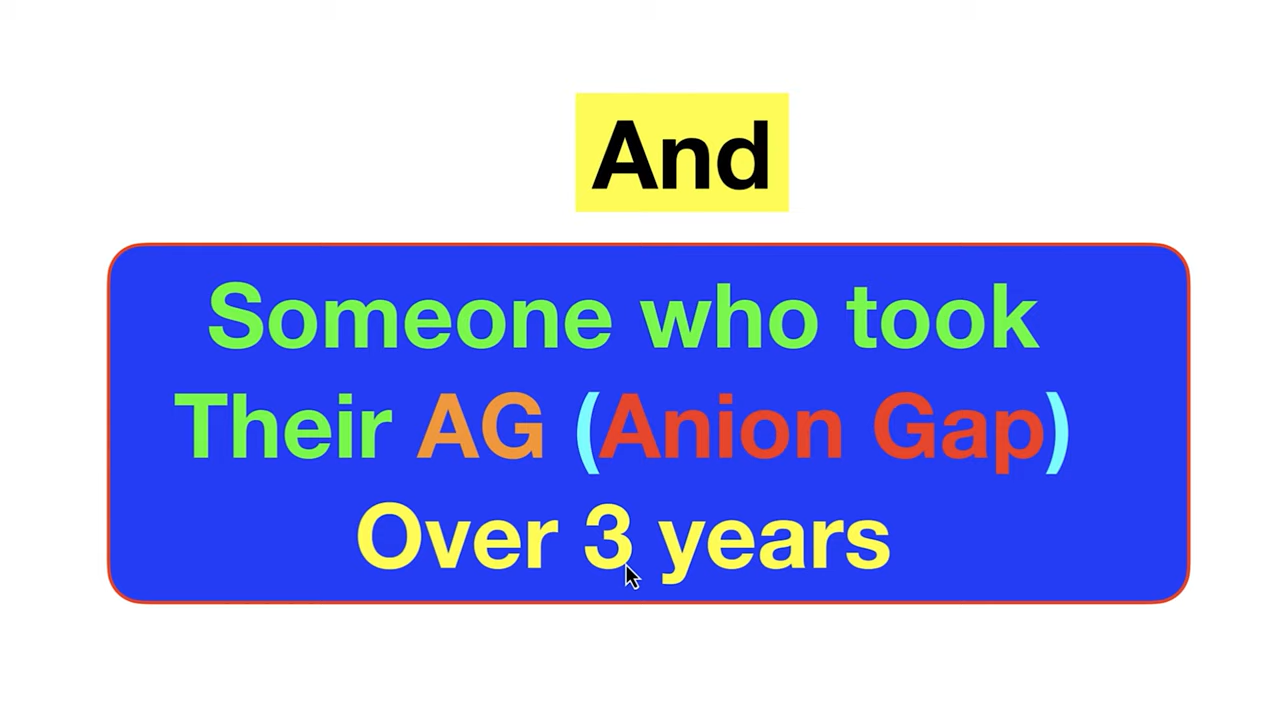 And
Someone who took
Their AG (Anion Gap)
Over 3 years